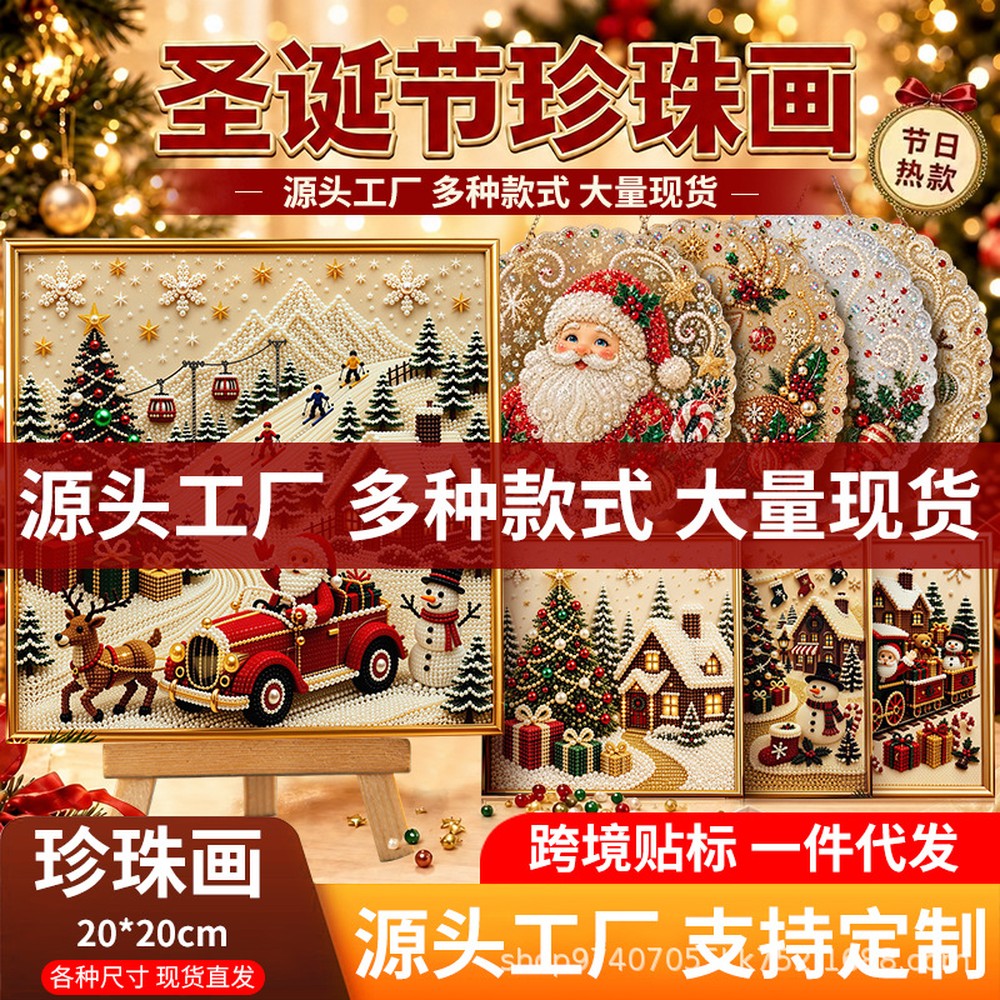 圣诞节珍珠画
源头工厂 多种款式 大量现货
节日
热款
源头工厂 多种款式 大量现货
珍珠画
20*20cm
各种尺寸 现货直发
跨境贴标 一件代发
源头工厂 支持定制